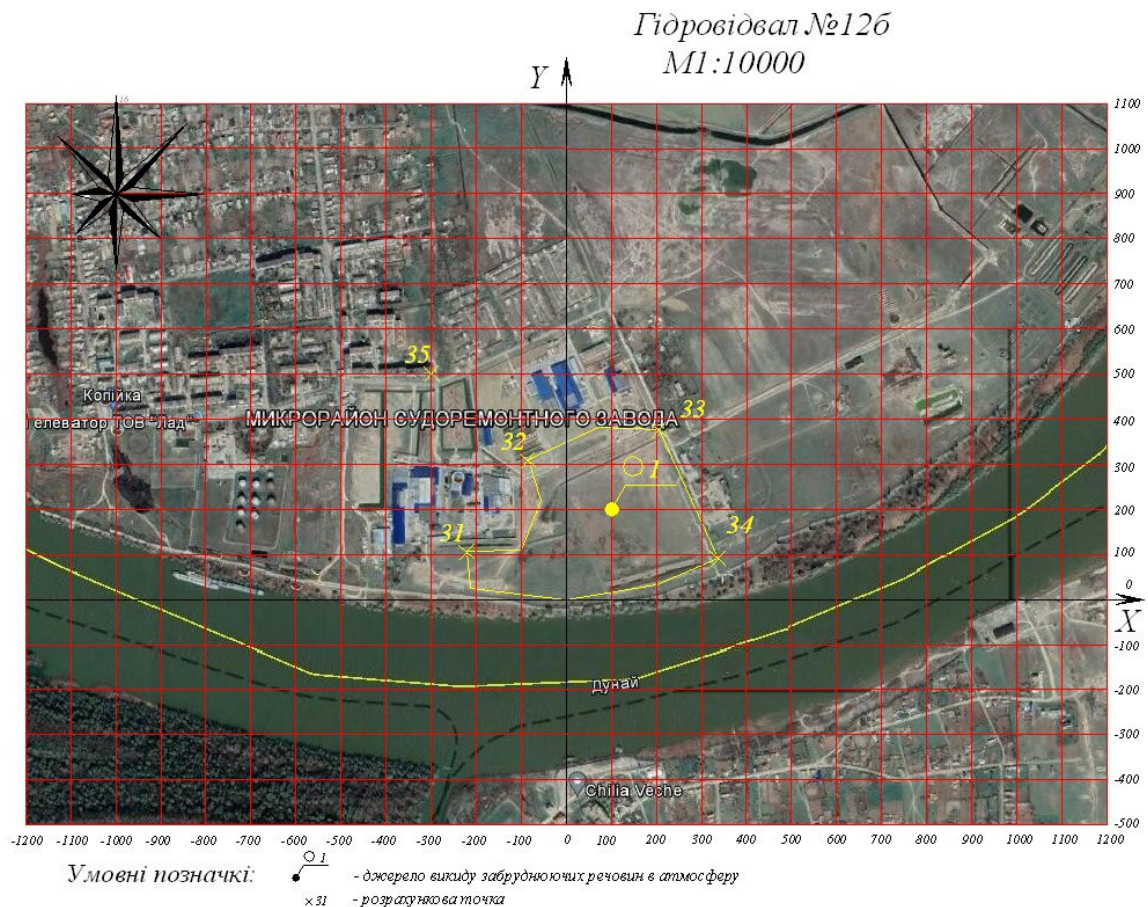 Гідровідвал №12б
М1:10000
Y
1100
1000
900
800
700
600
500
400
300
200
100
0
X
-100
-200
-300
-400
-500
35
Копійка
Гелеватор ТОВ "Лад"
МИКРОРАЙОН СУДОРЕМОНТНОГО ЗАВОДА
33
32
1
34
31
Дунай
Chilia Veche
-1200 -1100 -1000 -900 -800 -700 -600 -500 -400 -300 -200 -100 0 100 200 300 400 500 600 700 800 900 1000 1100 1200
Умовні позначкі:
1 - джерело викиду забруднюючих речовин в атмосферу
×31 - розрахункова точка